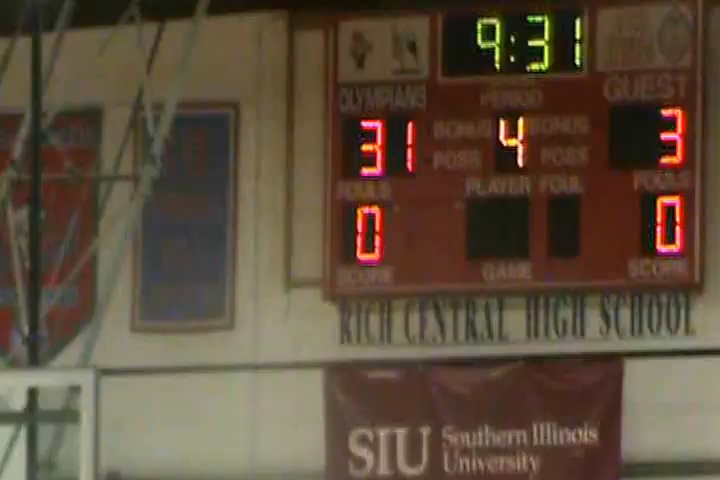 9:31
OLYMPIANS PERIOD GUEST
31 BONUS 4 BONUS 3
POSS POSS
FOULS PLAYER FOUL FOULS
0 0
SCORE GAME SCORE
RICH CENTRAL HIGH SCHOOL
SIU Southern Illinois
University